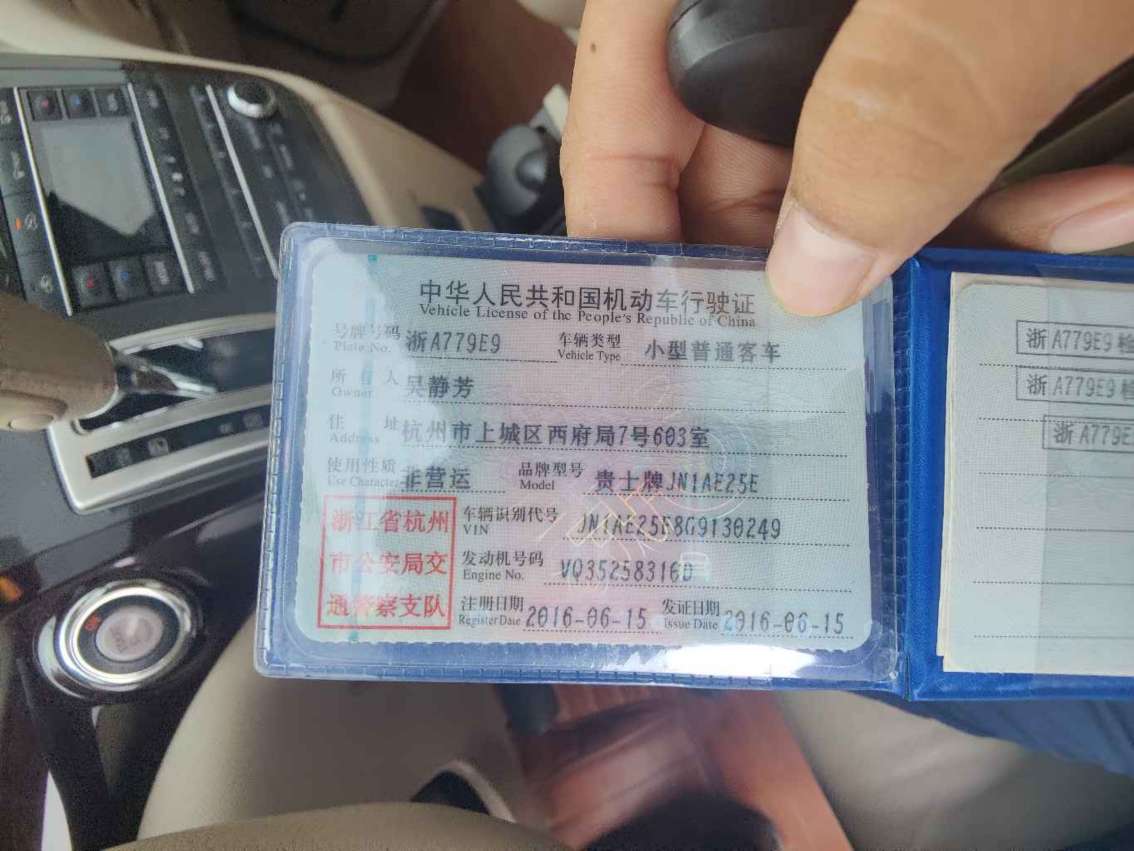 中华人民共和国机动车行驶证
Vehicle License of the People's Republic of China
号牌号码 浙A779E9 车辆类型 小型普通客车
Plate No. Vehicle Type
所有人 吴静芳
Owner
住址 杭州市上城区西府局7号603室
Address
使用性质 非营运 品牌型号 贵士牌JN1AE25E
Use Character Model
浙江省杭州
市公安局交
通警察支队
车辆识别代号 JN1AE25E8G9130249
VIN
发动机号码 VQ35258316D
Engine No.
注册日期 2016-06-15 发证日期 2016-06-15
Register Date Issue Date
浙A779E9检
浙A779E9检
浙A779E